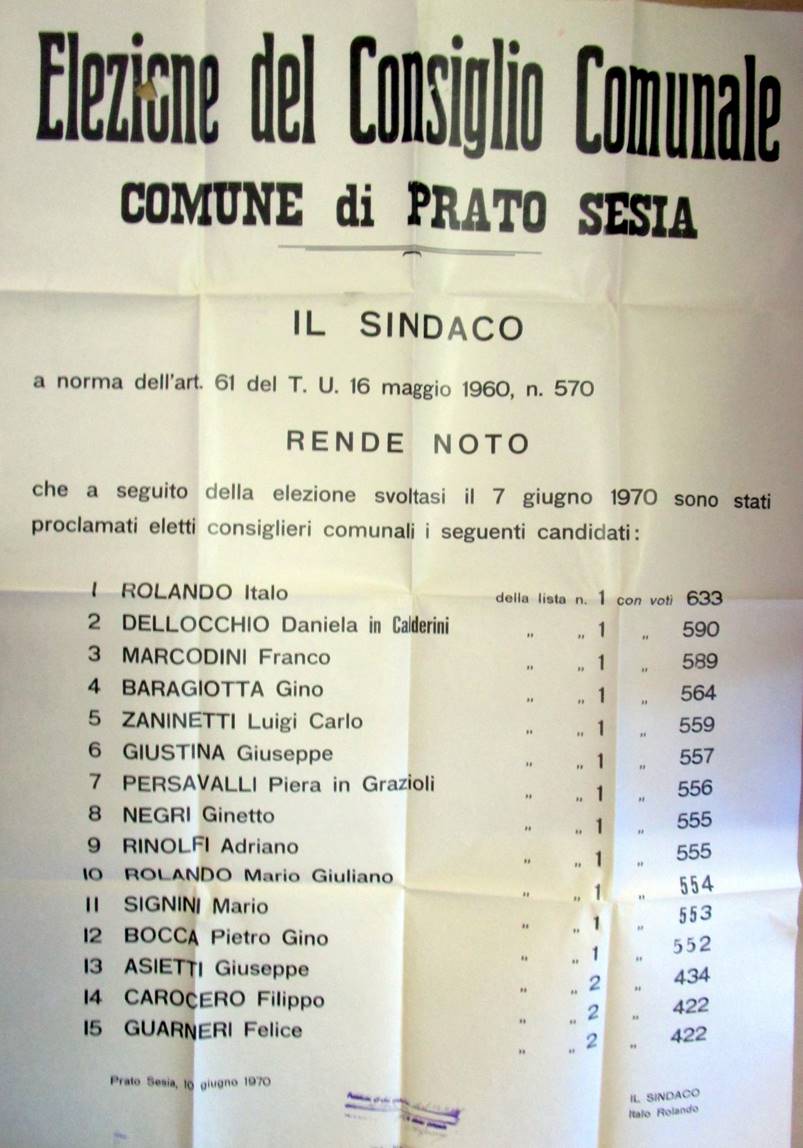 Elezione del Consiglio Comunale
COMUNE di PRATO SESIA
IL SINDACO
a norma dell'art. 61 del T. U. 16 maggio 1960, n. 570
RENDE NOTO
che a seguito della elezione svoltasi il 7 giugno 1970 sono stati
proclamati eletti consiglieri comunali i seguenti candidati:
1 ROLANDO Italo della lista n. 1 con voti 633
2 DELLOCCHIO Daniela in Calderini „ „ 1 „ 590
3 MARCODINI Franco „ „ 1 „ 589
4 BARAGIOTTA Gino „ „ 1 „ 564
5 ZANINETTI Luigi Carlo „ „ 1 „ 559
6 GIUSTINA Giuseppe „ „ 1 „ 557
7 PERSAVALLI Piera in Grazioli „ „ 1 „ 556
8 NEGRI Ginetto „ „ 1 „ 555
9 RINOLFI Adriano „ „ 1 „ 555
10 ROLANDO Mario Giuliano „ „ 1 „ 554
11 SIGNINI Mario „ „ 1 „ 553
12 BOCCA Pietro Gino „ „ 1 „ 552
13 ASIETTI Giuseppe „ „ 2 „ 434
14 CAROCERO Filippo „ „ 2 „ 422
15 GUARNERI Felice „ „ 2 „ 422
Prato Sesia, 10 giugno 1970
IL SINDACO
Italo Rolando